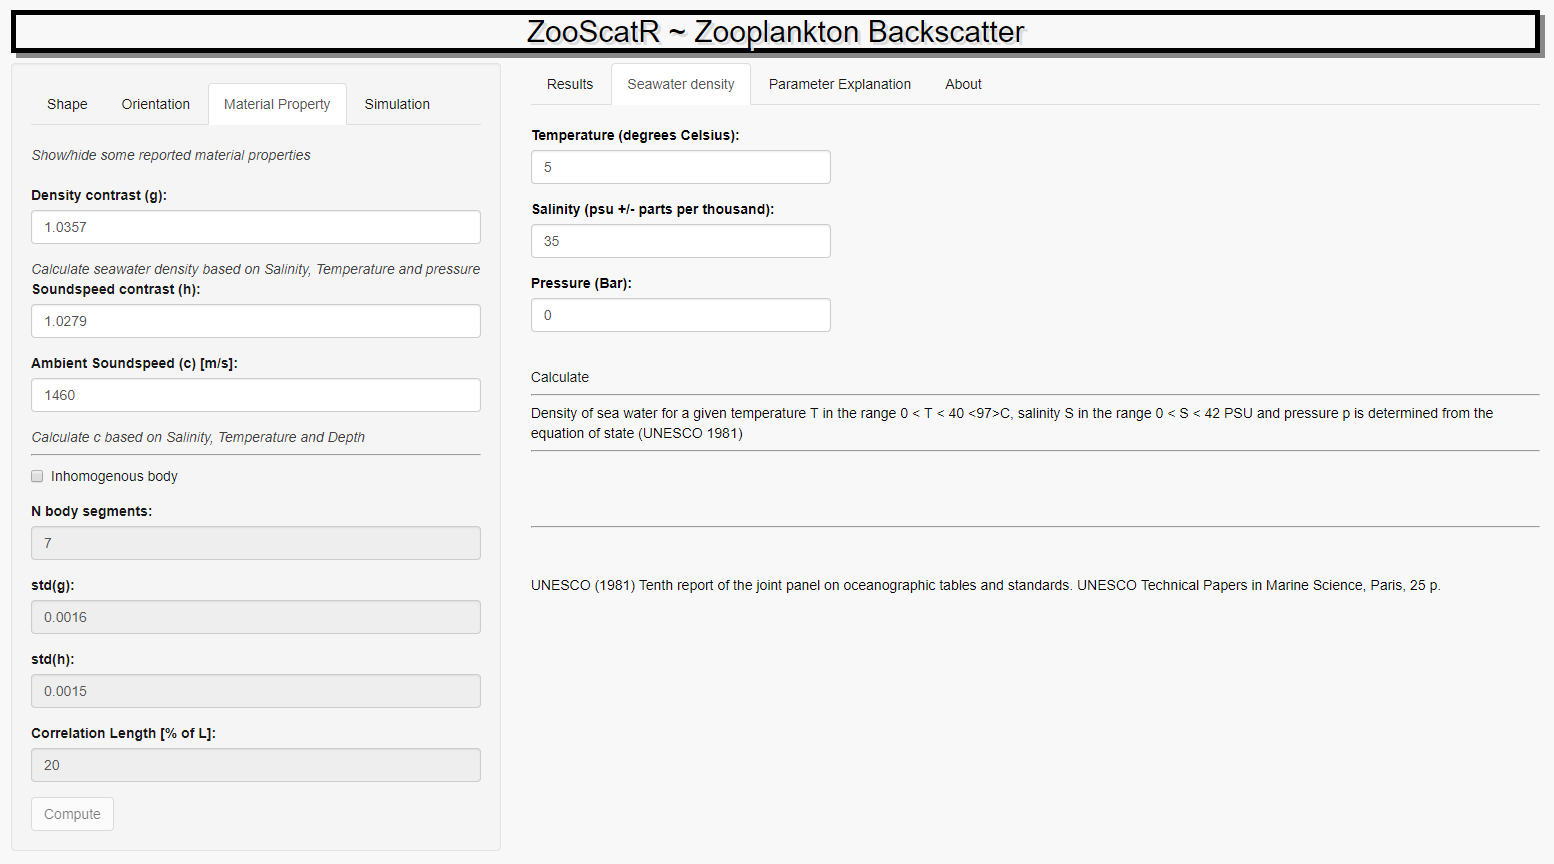 ZooScatR ~ Zooplankton Backscatter
Shape Orientation Material Property Simulation
Show/hide some reported material properties
Density contrast (g):
1.0357
Calculate seawater density based on Salinity, Temperature and pressure
Soundspeed contrast (h):
1.0279
Ambient Soundspeed (c) [m/s]:
1460
Calculate c based on Salinity, Temperature and Depth
Inhomogenous body
N body segments:
7
std(g):
0.0016
std(h):
0.0015
Correlation Length [% of L]:
20
Compute
Results Seawater density Parameter Explanation About
Temperature (degrees Celsius):
5
Salinity (psu +/- parts per thousand):
35
Pressure (Bar):
0
Calculate
Density of sea water for a given temperature T in the range 0 < T < 40 <97>C, salinity S in the range 0 < S < 42 PSU and pressure p is determined from the
equation of state (UNESCO 1981)
UNESCO (1981) Tenth report of the joint panel on oceanographic tables and standards. UNESCO Technical Papers in Marine Science, Paris, 25 p.